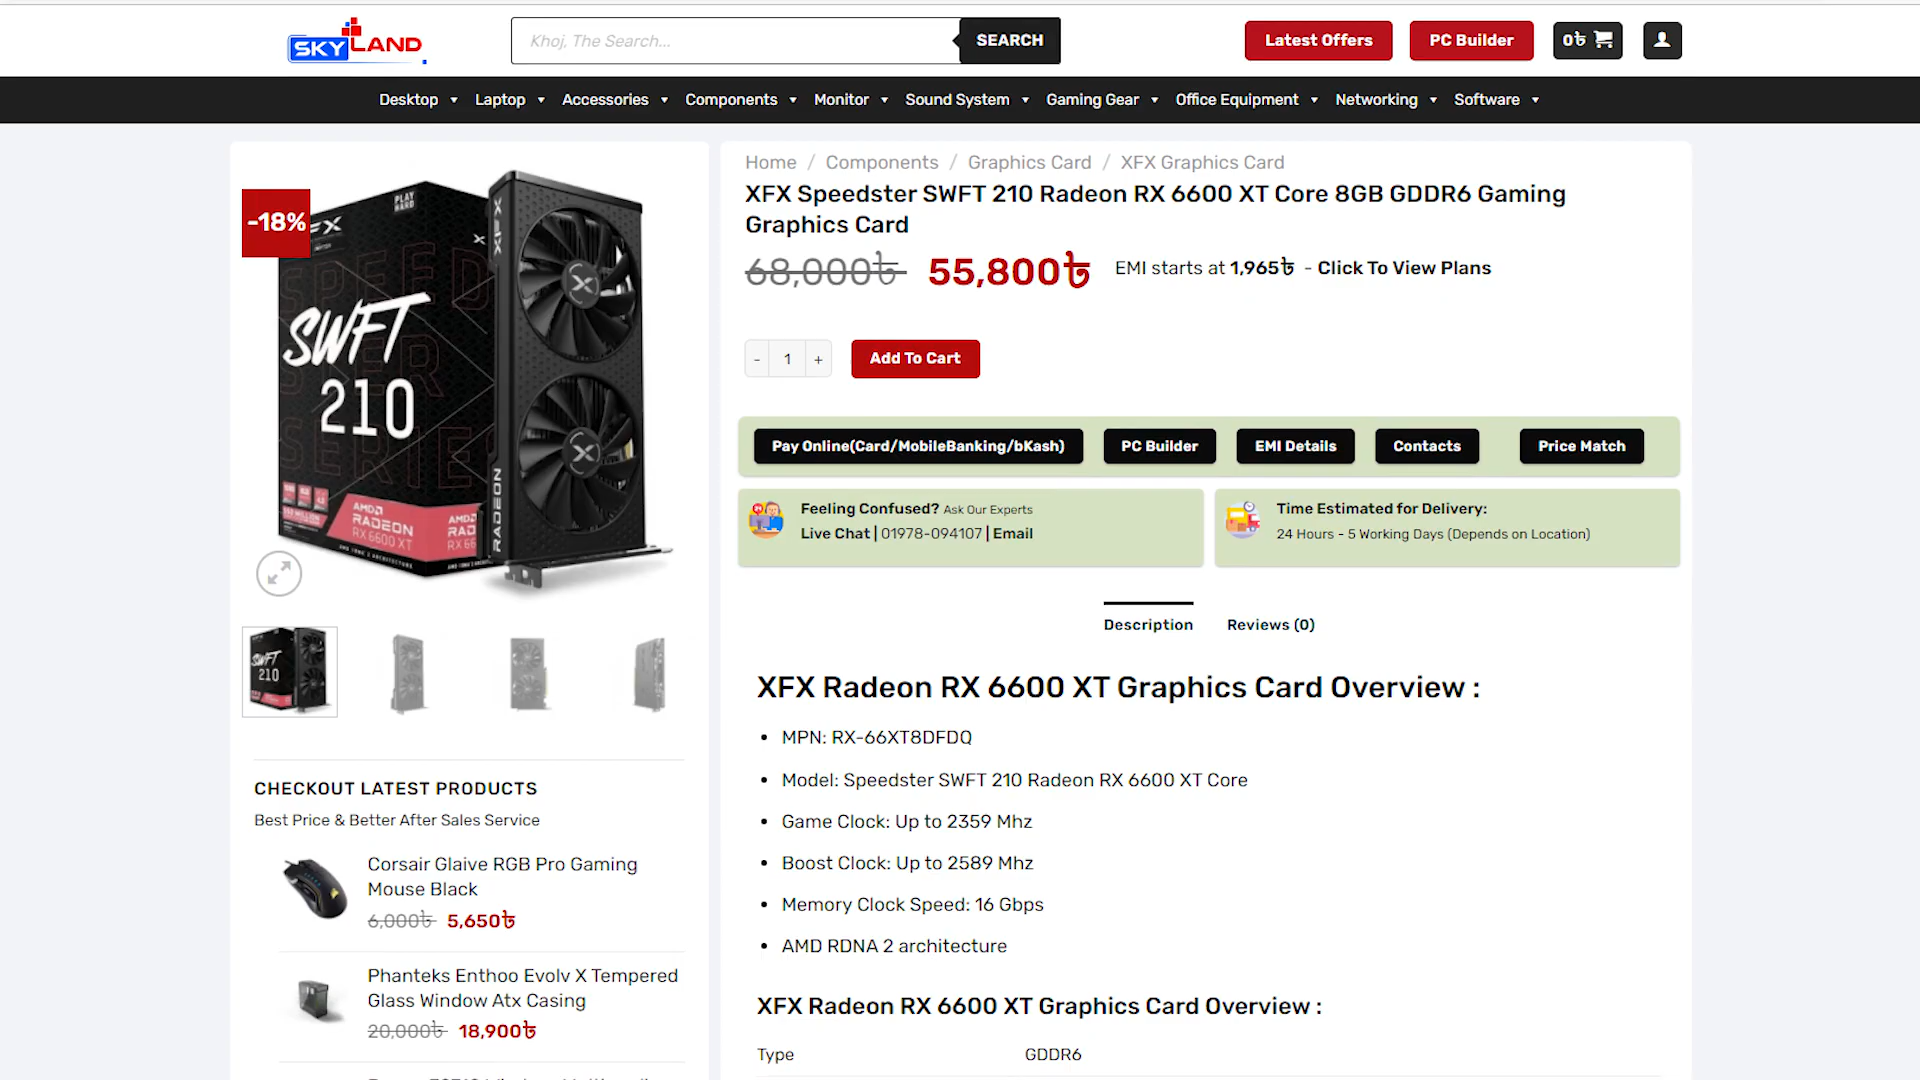 SKYLAND
Khoj, The Search...
SEARCH
Latest Offers
PC Builder
0৳
Desktop
Laptop
Accessories
Components
Monitor
Sound System
Gaming Gear
Office Equipment
Networking
Software
-18%
PLAY HARD
SWFT
210
SPEED
SERIES
AMD
RADEON
RX 6600 XT
XFX
RADEON
Home / Components / Graphics Card / XFX Graphics Card
XFX Speedster SWFT 210 Radeon RX 6600 XT Core 8GB GDDR6 Gaming
Graphics Card
68,000৳ 55,800৳ EMI starts at 1,965৳ - Click To View Plans
- 1 + Add To Cart
Pay Online(Card/MobileBanking/bKash)
PC Builder
EMI Details
Contacts
Price Match
Feeling Confused? Ask Our Experts
Live Chat | 01978-094107 | Email
Time Estimated for Delivery:
24 Hours - 5 Working Days (Depends on Location)
Description
Reviews (0)
XFX Radeon RX 6600 XT Graphics Card Overview :
• MPN: RX-66XT8DFDQ
• Model: Speedster SWFT 210 Radeon RX 6600 XT Core
• Game Clock: Up to 2359 Mhz
• Boost Clock: Up to 2589 Mhz
• Memory Clock Speed: 16 Gbps
• AMD RDNA 2 architecture
XFX Radeon RX 6600 XT Graphics Card Overview :
Type GDDR6
CHECKOUT LATEST PRODUCTS
Best Price & Better After Sales Service
Corsair Glaive RGB Pro Gaming
Mouse Black
6,000৳ 5,650৳
Phanteks Enthoo Evolv X Tempered
Glass Window Atx Casing
20,000৳ 18,900৳